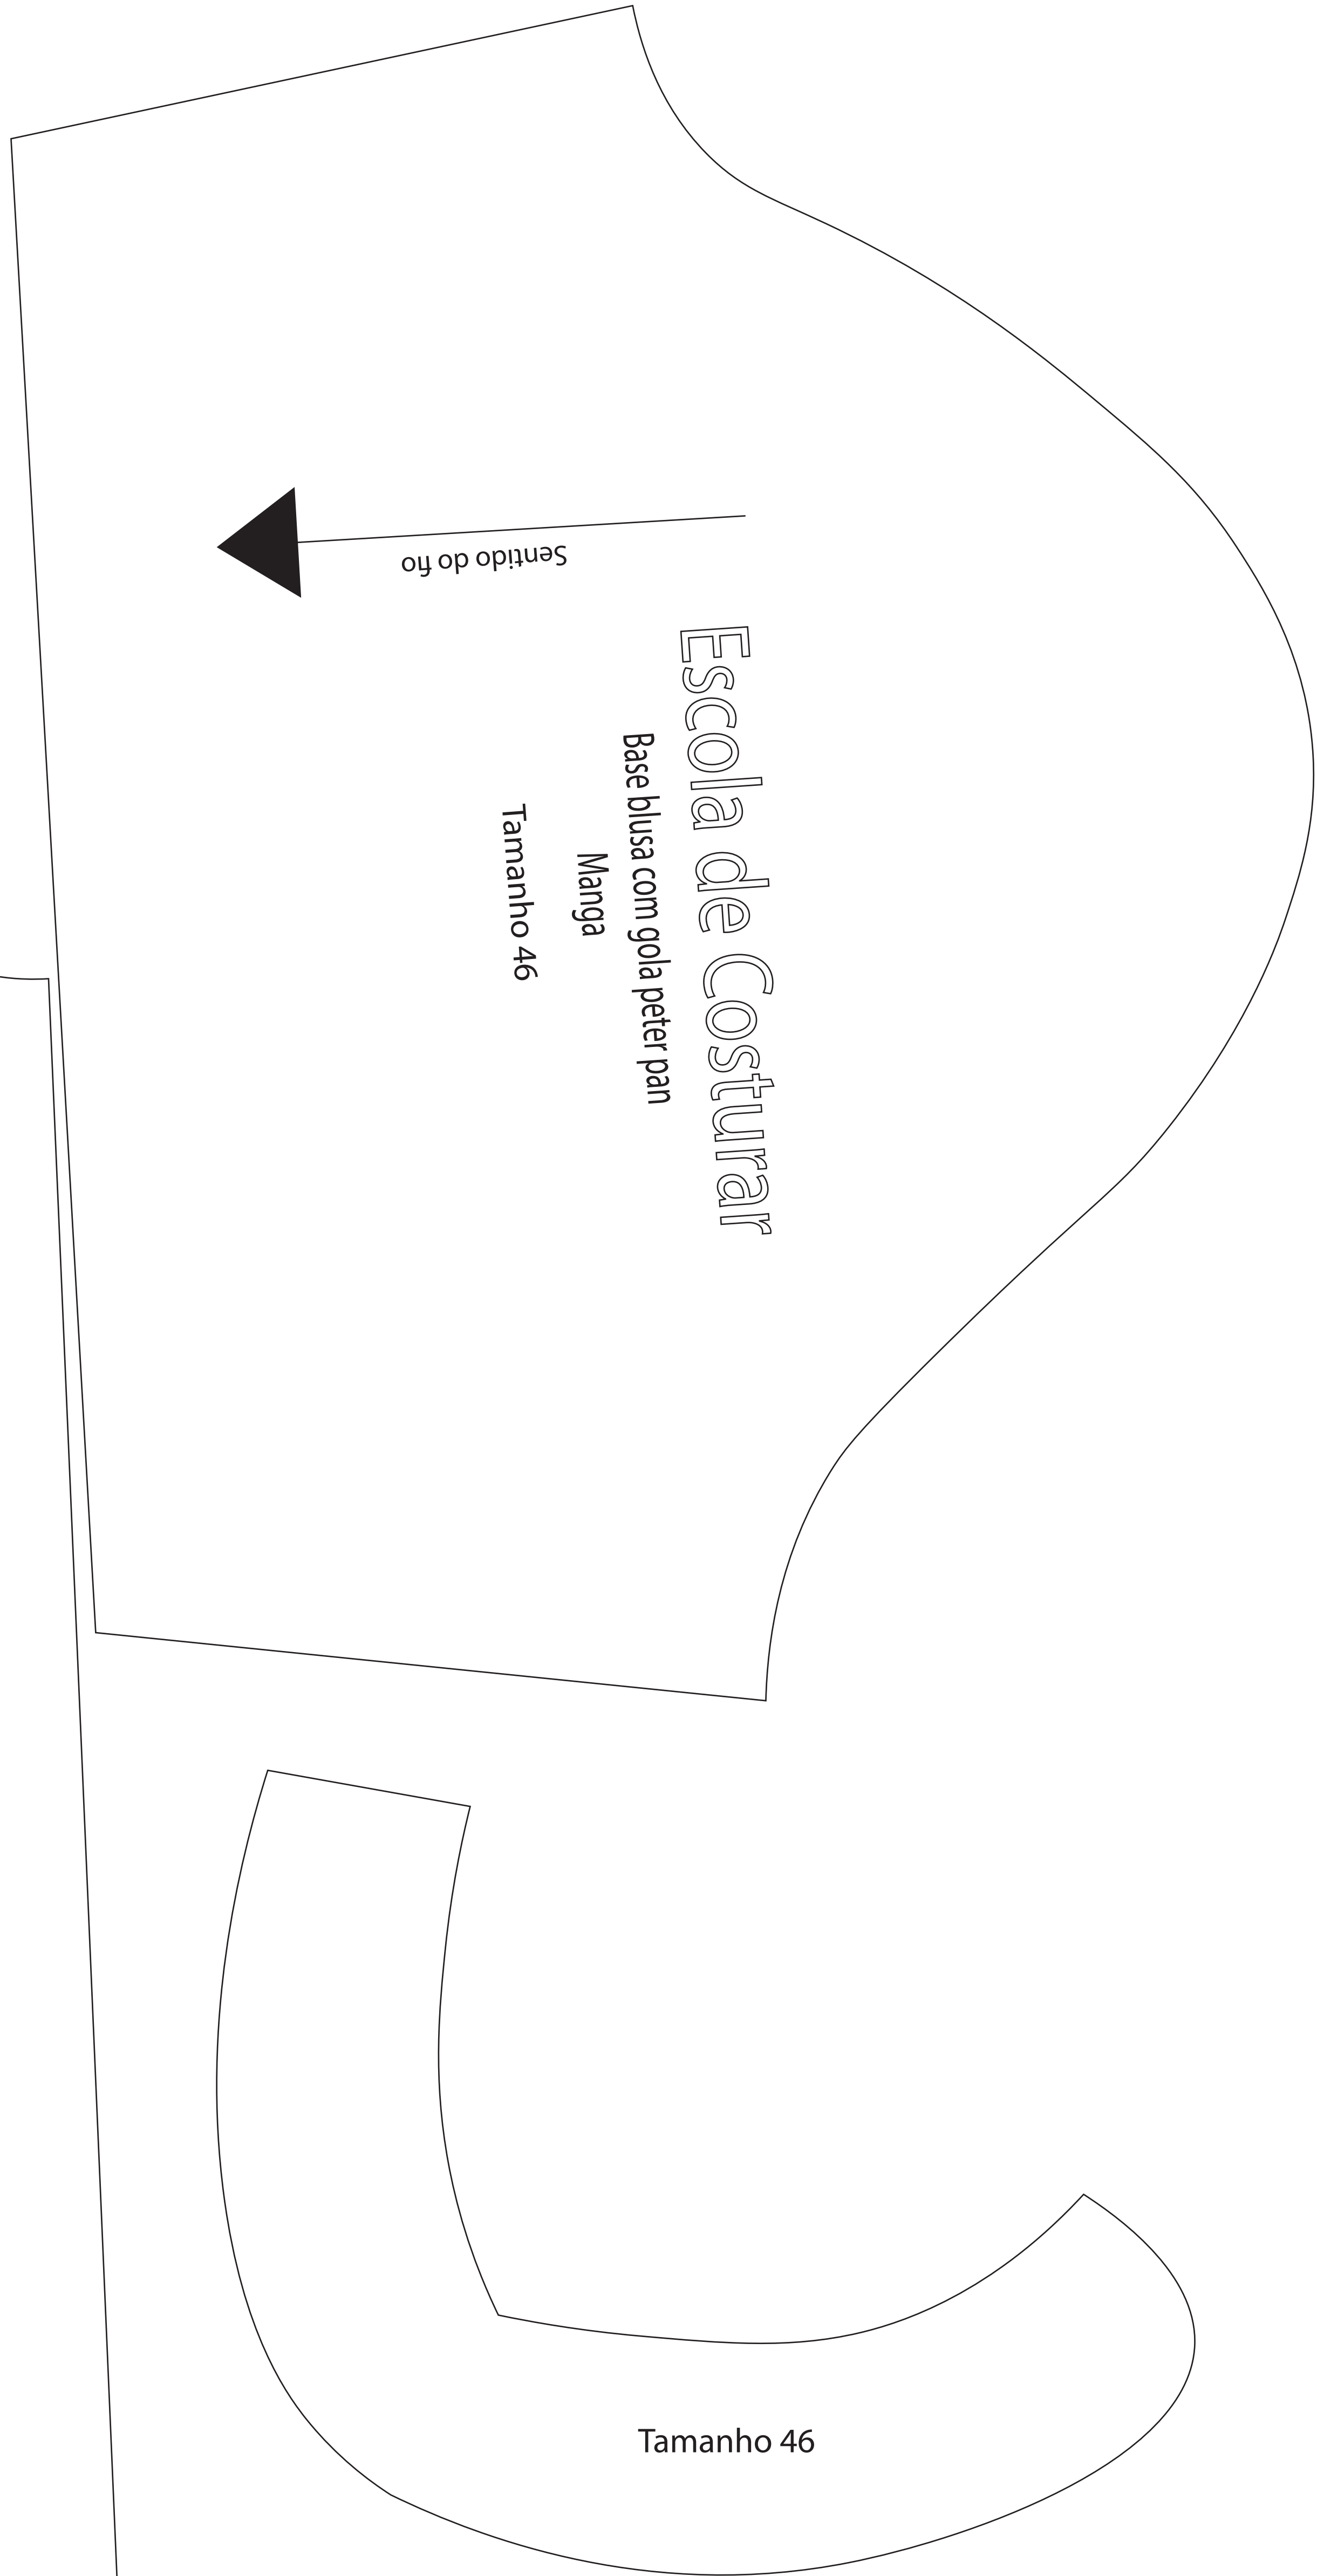 Sentido do fio
Escola de Costurar
Base blusa com gola peter pan
Manga
Tamanho 46
Tamanho 46